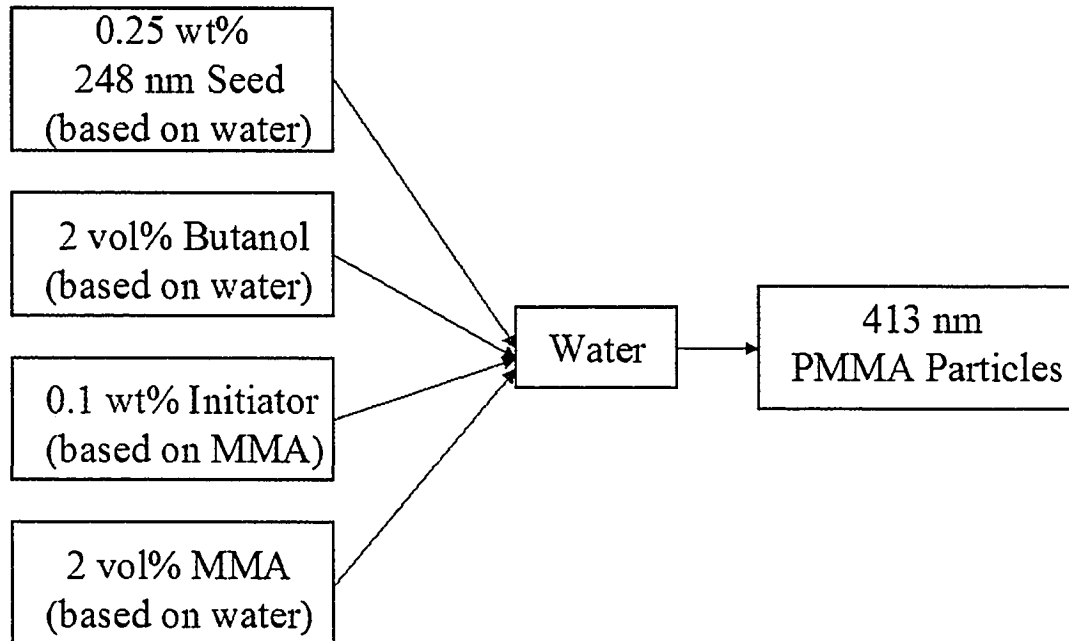 0.25 wt%
248 nm Seed
(based on water)
2 vol% Butanol
(based on water)
0.1 wt% Initiator
(based on MMA)
2 vol% MMA
(based on water)
Water
413 nm
PMMA Particles